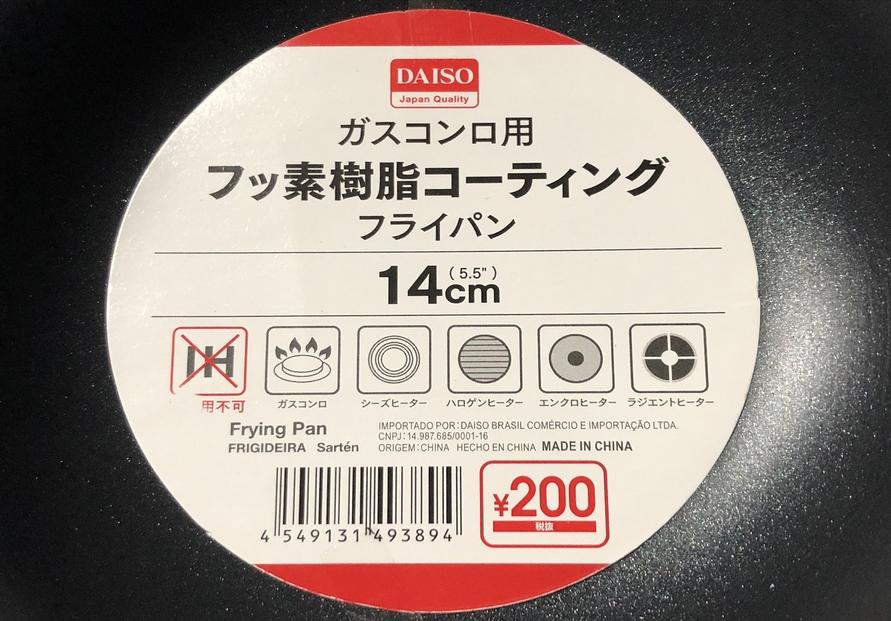 DAISO
Japan Quality
ガスコンロ用
フッ素樹脂コーティング
フライパン
14cm (5.5")
IH
用不可
ガスコンロ
シーズヒーター
ハロゲンヒーター
エンクロヒーター
ラジエントヒーター
Frying Pan
FRIGIDEIRA Sartén
IMPORTADO POR:DAISO BRASIL COMÉRCIO E IMPORTAÇÃO LTDA.
CNPJ:14.987.685/0001-16
ORIGEM:CHINA HECHO EN CHINA MADE IN CHINA
4 549131 493894
¥200
税抜